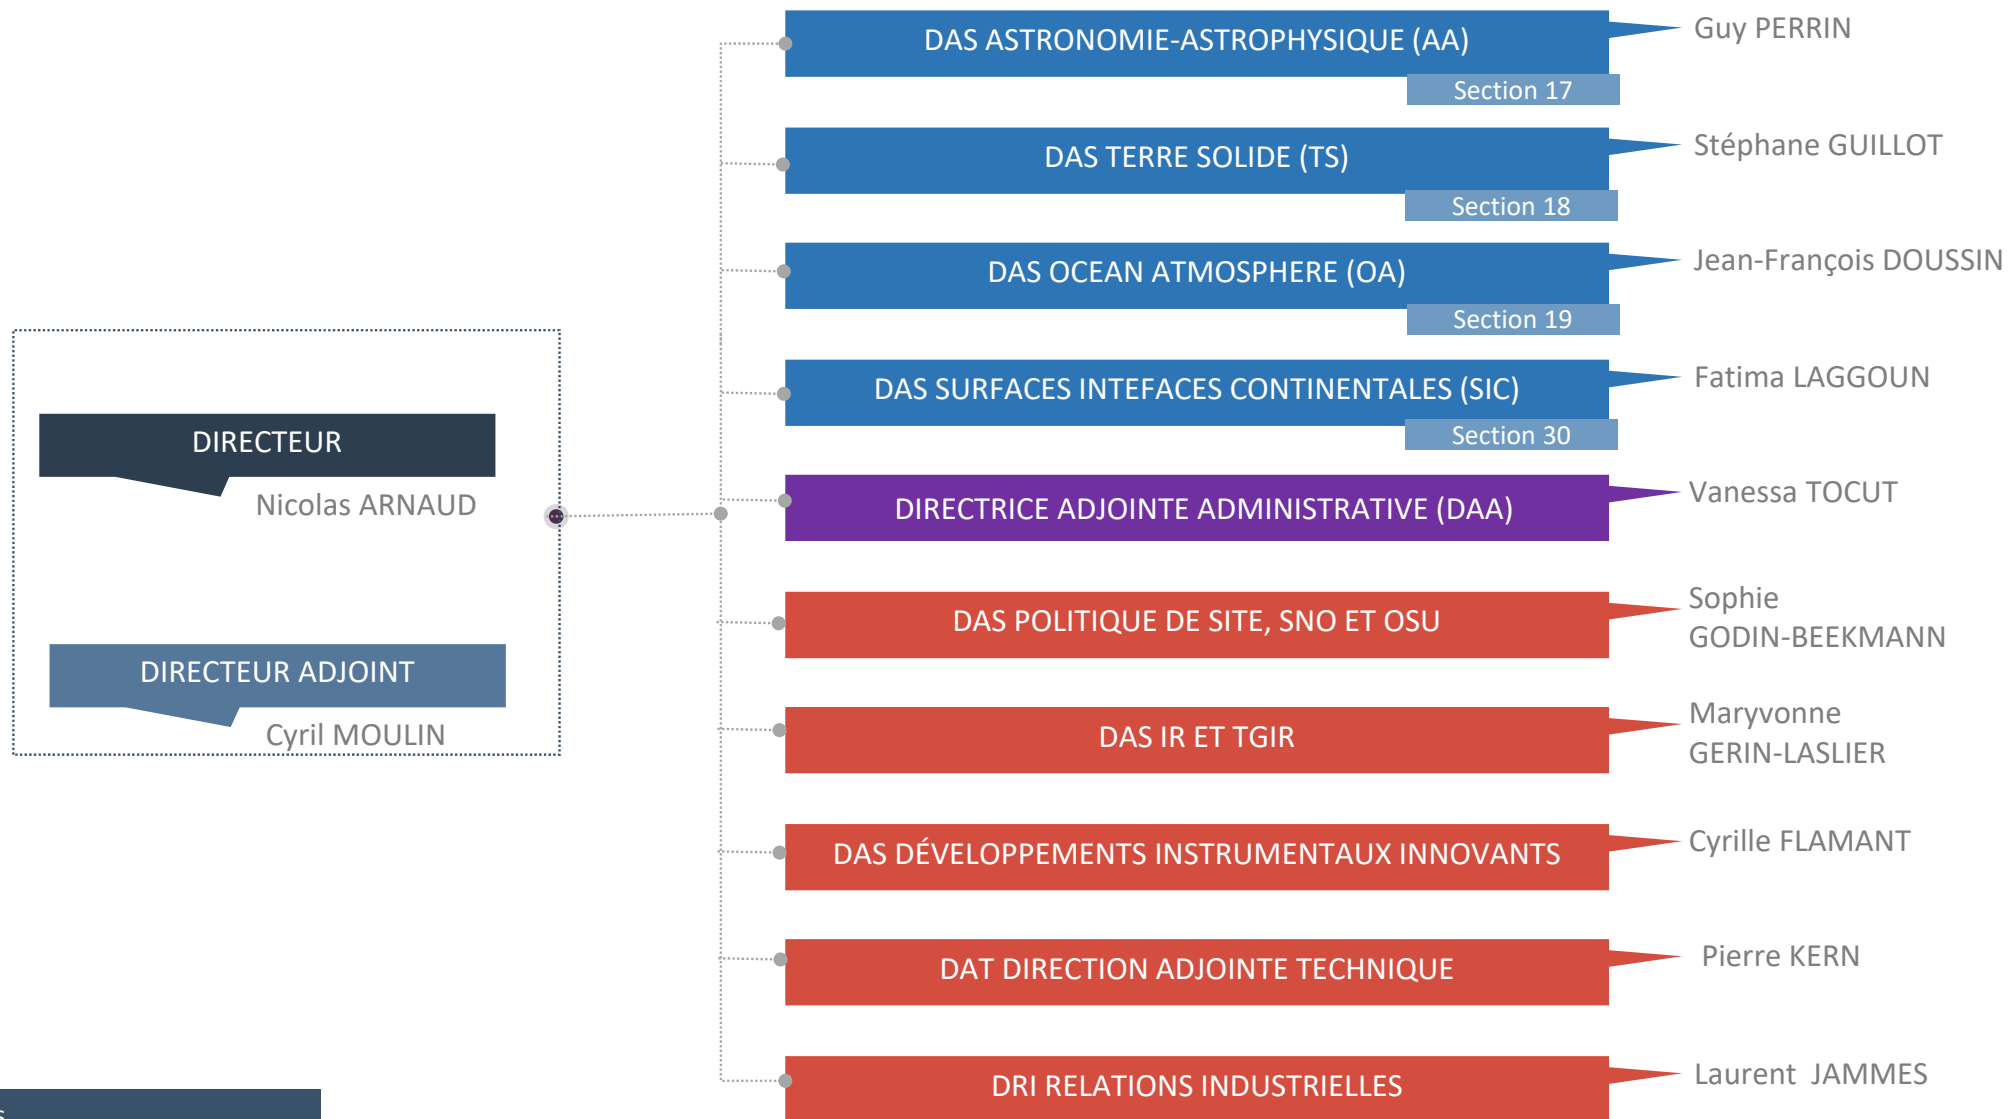 DAS ASTRONOMIE-ASTROPHYSIQUE (AA)
Guy PERRIN
Section 17
DAS TERRE SOLIDE (TS)
Stéphane GUILLOT
Section 18
DAS OCEAN ATMOSPHERE (OA)
Jean-François DOUSSIN
Section 19
DAS SURFACES INTEFACES CONTINENTALES (SIC)
Fatima LAGGOUN
Section 30
DIRECTEUR
Nicolas ARNAUD
DIRECTRICE ADJOINTE ADMINISTRATIVE (DAA)
Vanessa TOCUT
DAS POLITIQUE DE SITE, SNO ET OSU
Sophie
GODIN-BEEKMANN
DIRECTEUR ADJOINT
Cyril MOULIN
DAS IR ET TGIR
Maryvonne
GERIN-LASLIER
DAS DÉVELOPPEMENTS INSTRUMENTAUX INNOVANTS
Cyrille FLAMANT
DAT DIRECTION ADJOINTE TECHNIQUE
Pierre KERN
DRI RELATIONS INDUSTRIELLES
Laurent JAMMES